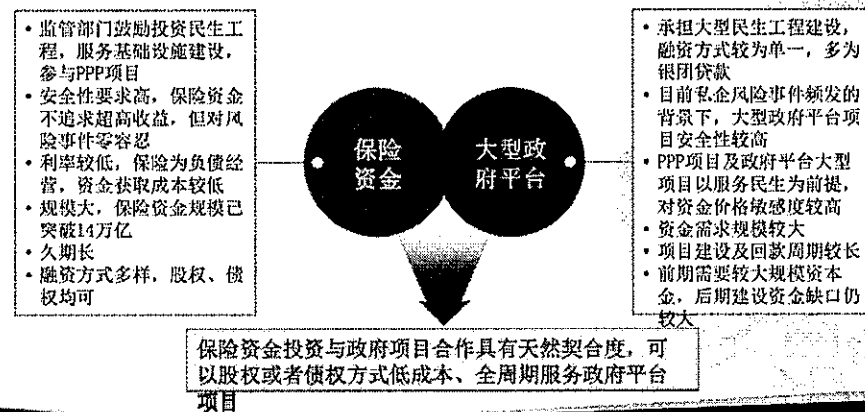 • 监管部门鼓励投资民生工
程，服务基础设施建设，
参与PPP项目
• 安全性要求高，保险资金
不追求超高收益，但对风
险事件零容忍
• 利率较低，保险为负债经
营，资金获取成本较低
• 规模大，保险资金规模已
突破14万亿
• 久期长
• 融资方式多样，股权、债
权均可
保险
资金
大型政
府平台
• 承担大型民生工程建设，
融资方式较为单一，多为
银团贷款
• 目前私企风险事件频发的
背景下，大型政府平台项
目安全性较高
• PPP项目及政府平台大型
项目以服务民生为前提，
对资金价格敏感度较高
• 资金需求规模较大
• 项目建设及回款周期较长
• 前期需要较大规模资本
金，后期建设资金缺口仍
较大
保险资金投资与政府项目合作具有天然契合度，可
以股权或者债权方式低成本、全周期服务政府平台
项目